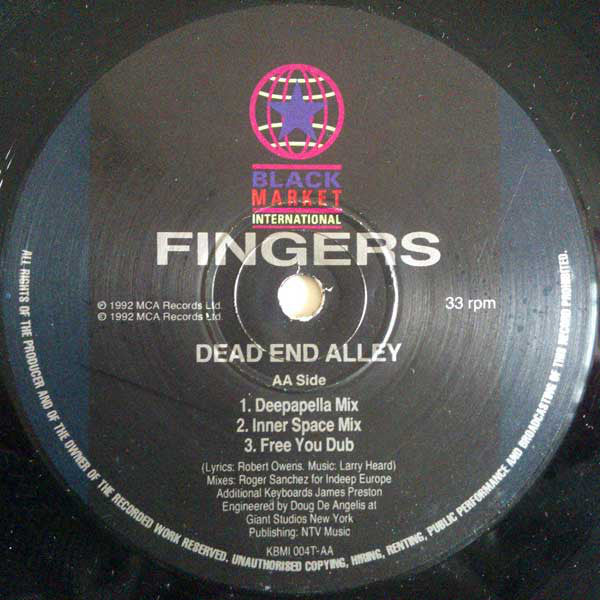 BLACK
MARKET
INTERNATIONAL
FINGERS
© 1992 MCA Records Ltd.
© 1992 MCA Records Ltd.
33 rpm
DEAD END ALLEY
AA Side
1. Deepapella Mix
2. Inner Space Mix
3. Free You Dub
(Lyrics: Robert Owens. Music: Larry Heard)
Mixes: Roger Sanchez for Indeep Europe
Additional Keyboards James Preston
Engineered by Doug De Angelis at
Giant Studios New York
Publishing: NTV Music
KBMI 004T-AA
ALL RIGHTS OF THE PRODUCER AND OF THE OWNER OF THE RECORDED WORK RESERVED. UNAUTHORISED COPYING, HIRING, RENTING, PUBLIC PERFORMANCE AND BROADCASTING OF THIS RECORD PROHIBITED.